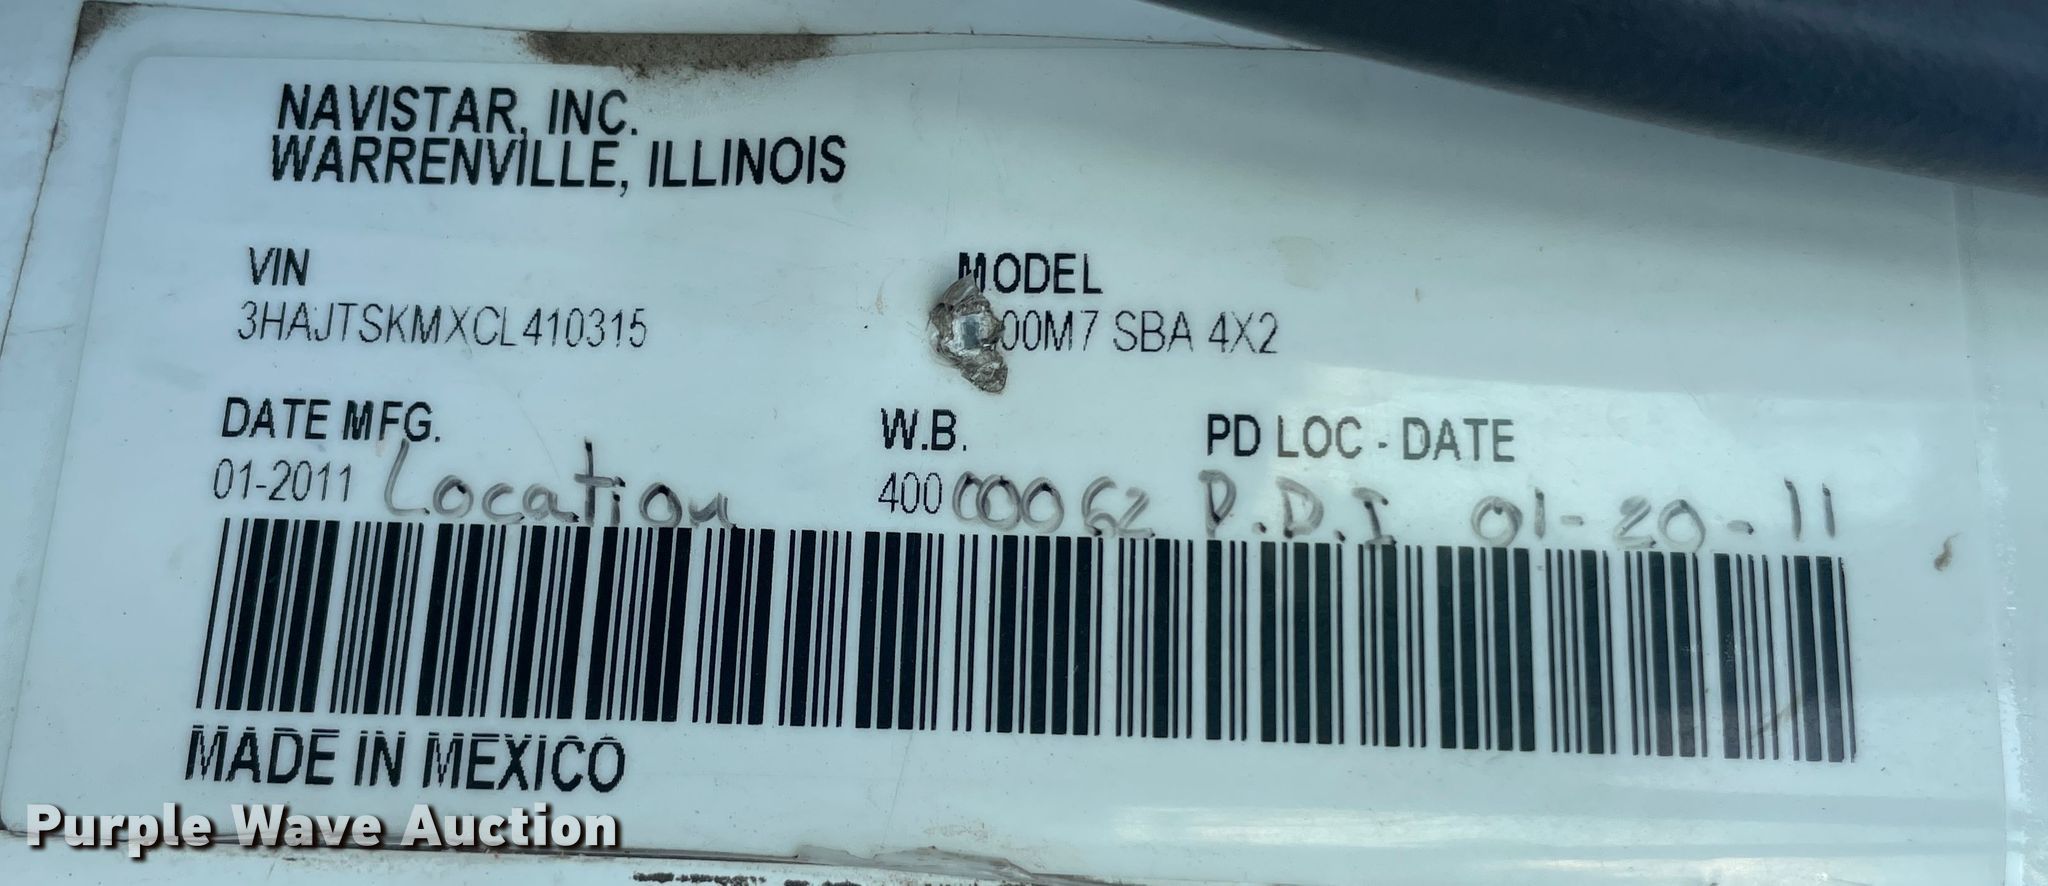 NAVISTAR, INC.
WARRENVILLE, ILLINOIS
VIN
3HAJTSKMXCL410315
MODEL
00M7 SBA 4X2
DATE MFG.
01-2011 Location
W.B.
400 00062
PD LOC - DATE
P.D.I 01-20-11
MADE IN MEXICO
Purple Wave Auction